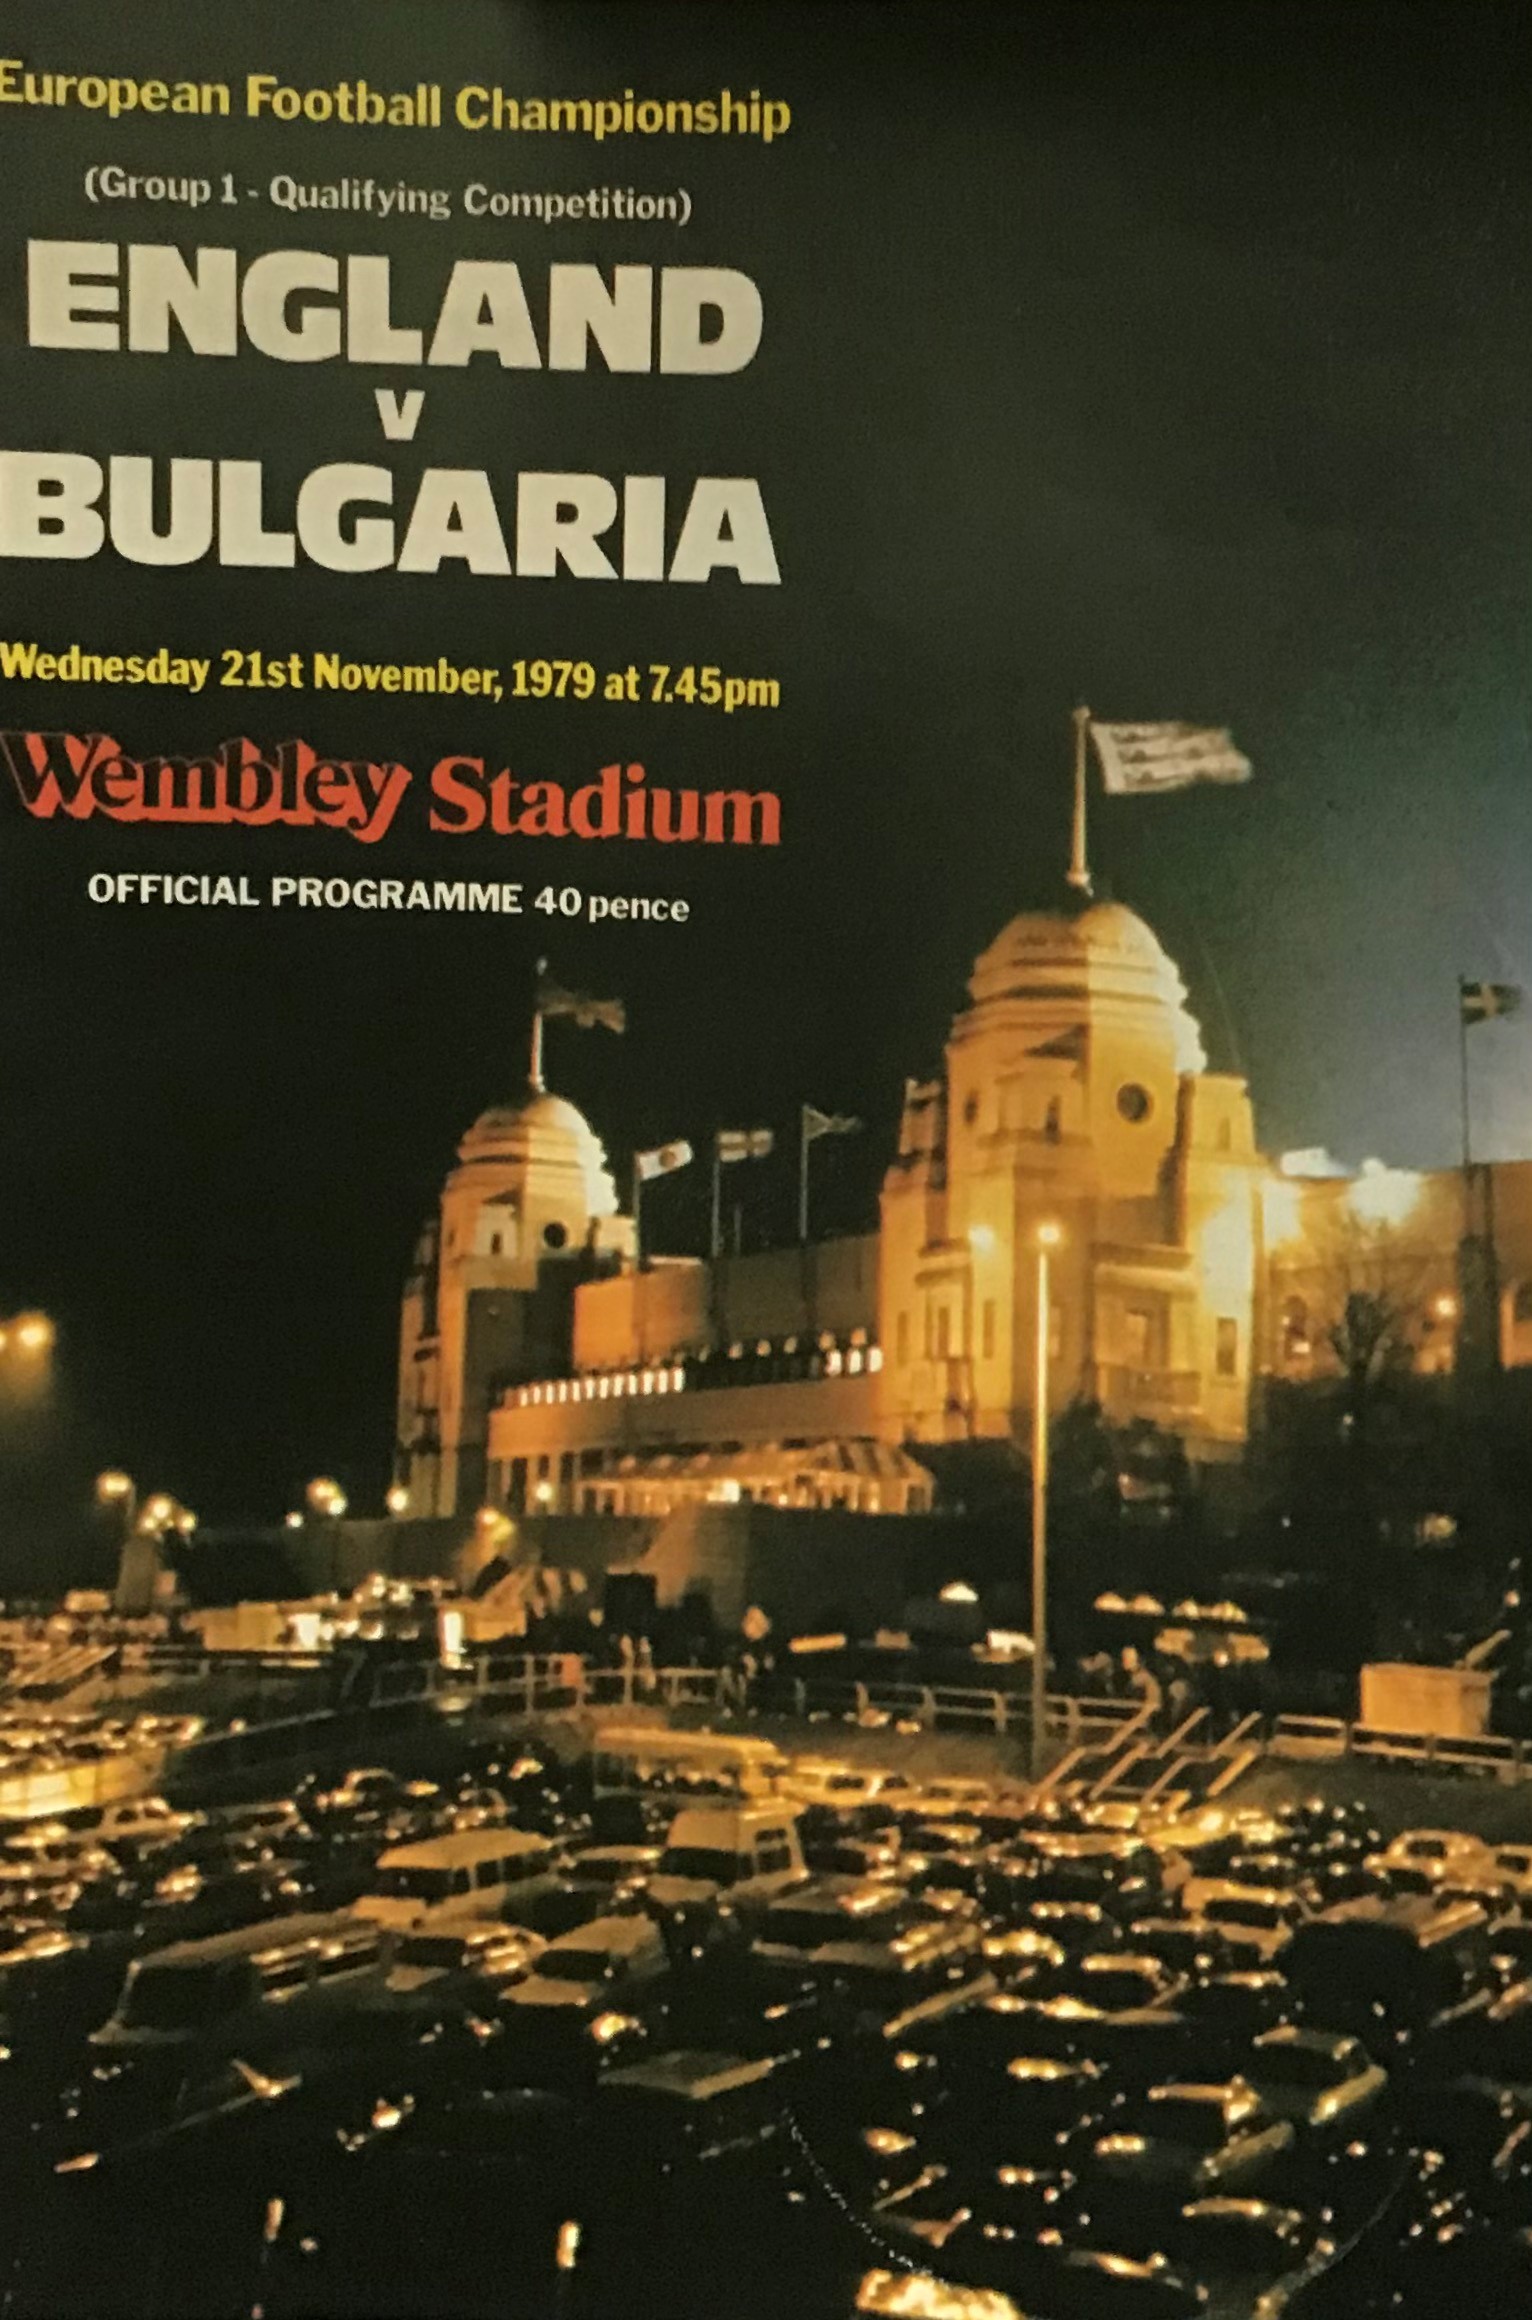 European Football Championship
(Group 1 - Qualifying Competition)
ENGLAND
v
BULGARIA
Wednesday 21st November, 1979 at 7.45pm
Wembley Stadium
OFFICIAL PROGRAMME 40 pence